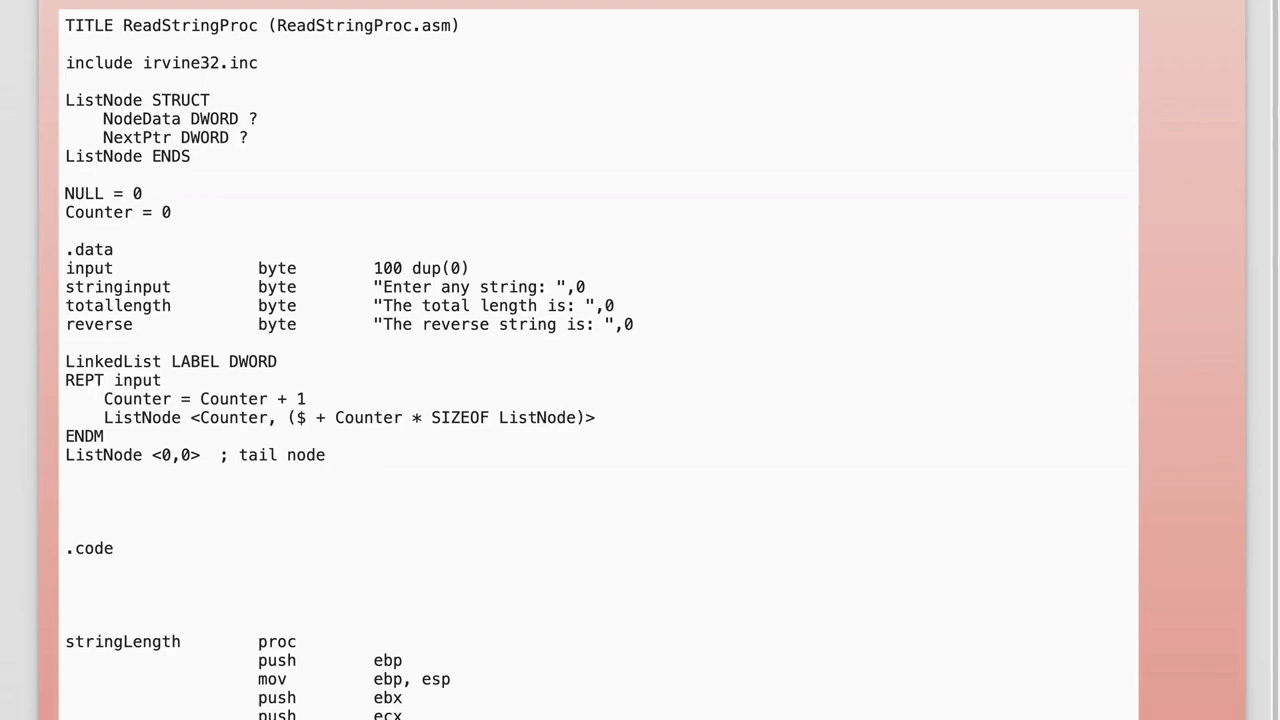 TITLE ReadStringProc (ReadStringProc.asm)
include irvine32.inc
ListNode STRUCT
    NodeData DWORD ?
    NextPtr DWORD ?
ListNode ENDS
NULL = 0
Counter = 0
.data
input               byte        100 dup(0)
stringinput         byte        "Enter any string: ",0
totallength         byte        "The total length is: ",0
reverse             byte        "The reverse string is: ",0
LinkedList LABEL DWORD
REPT input
    Counter = Counter + 1
    ListNode <Counter, ($ + Counter * SIZEOF ListNode)>
ENDM
ListNode <0,0>  ; tail node
.code
stringLength        proc
                    push        ebp
                    mov         ebp, esp
                    push        ebx
                    push        ecx